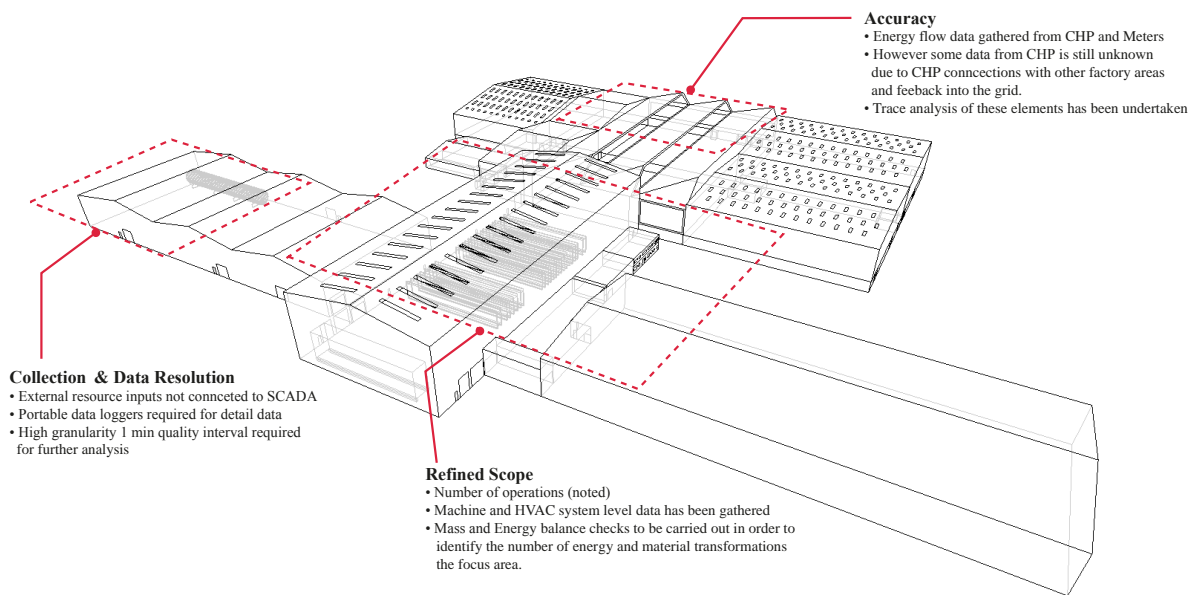 Accuracy
• Energy flow data gathered from CHP and Meters
• However some data from CHP is still unknown
due to CHP conncections with other factory areas
and feeback into the grid.
• Trace analysis of these elements has been undertaken
Collection & Data Resolution
• External resource inputs not connceted to SCADA
• Portable data loggers required for detail data
• High granularity 1 min quality interval required
for further analysis
Refined Scope
• Number of operations (noted)
• Machine and HVAC system level data has been gathered
• Mass and Energy balance checks to be carried out in order to
identify the number of energy and material transformations
the focus area.